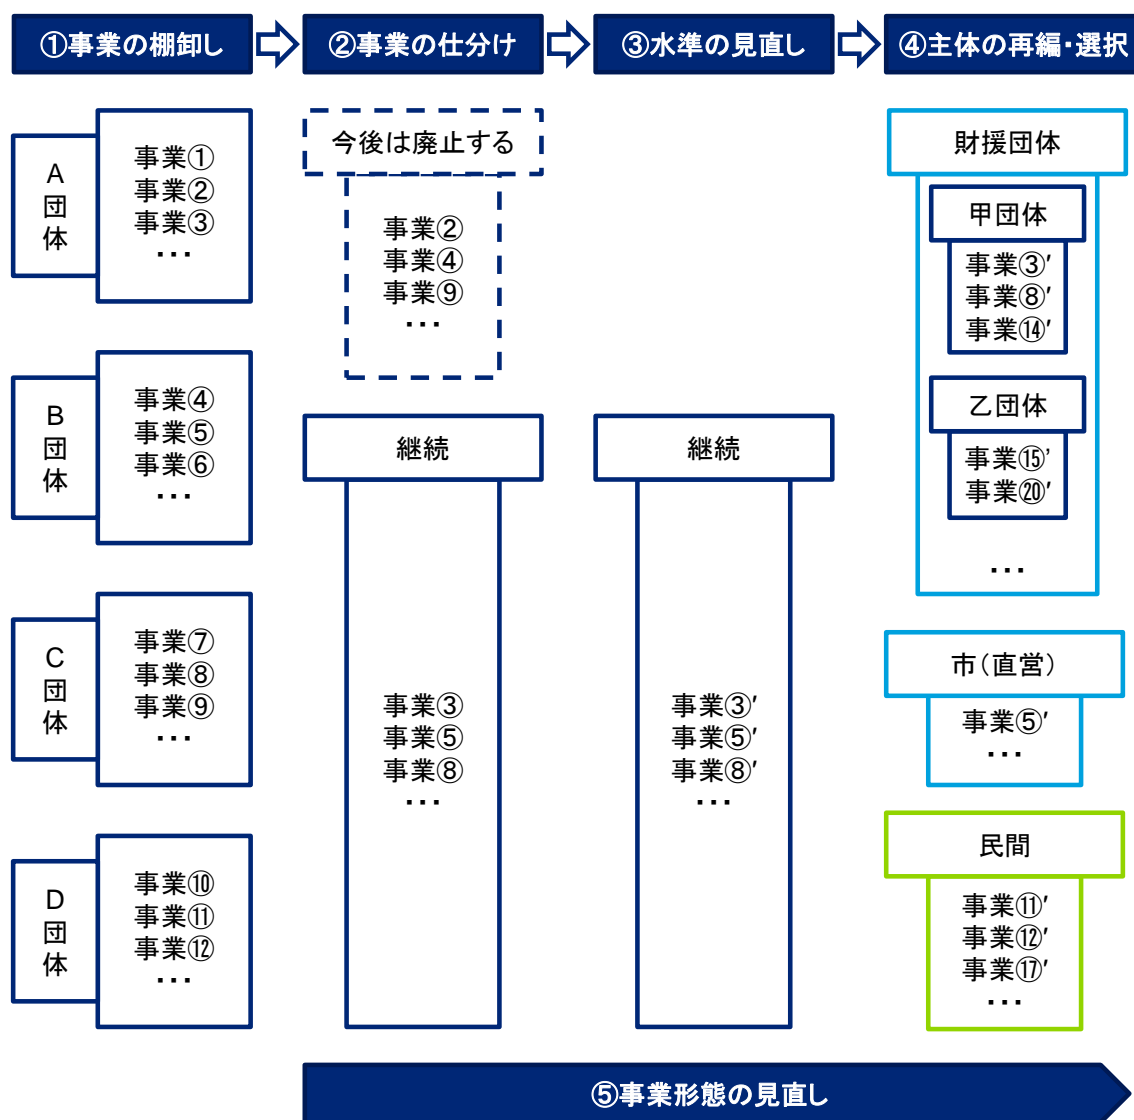 ①事業の棚卸し
②事業の仕分け
③水準の見直し
④主体の再編・選択
A団体
事業①
事業②
事業③
…
B団体
事業④
事業⑤
事業⑥
…
C団体
事業⑦
事業⑧
事業⑨
…
D団体
事業⑩
事業⑪
事業⑫
…
今後は廃止する
事業②
事業④
事業⑨
…
継続
事業③
事業⑤
事業⑧
…
継続
事業③′
事業⑤′
事業⑧′
…
財援団体
甲団体
事業③′
事業⑧′
事業⑭′
乙団体
事業⑮’
事業⑳′
…
市（直営）
事業⑤′
…
民間
事業⑪′
事業⑫′
事業⑰′
…
⑤事業形態の見直し